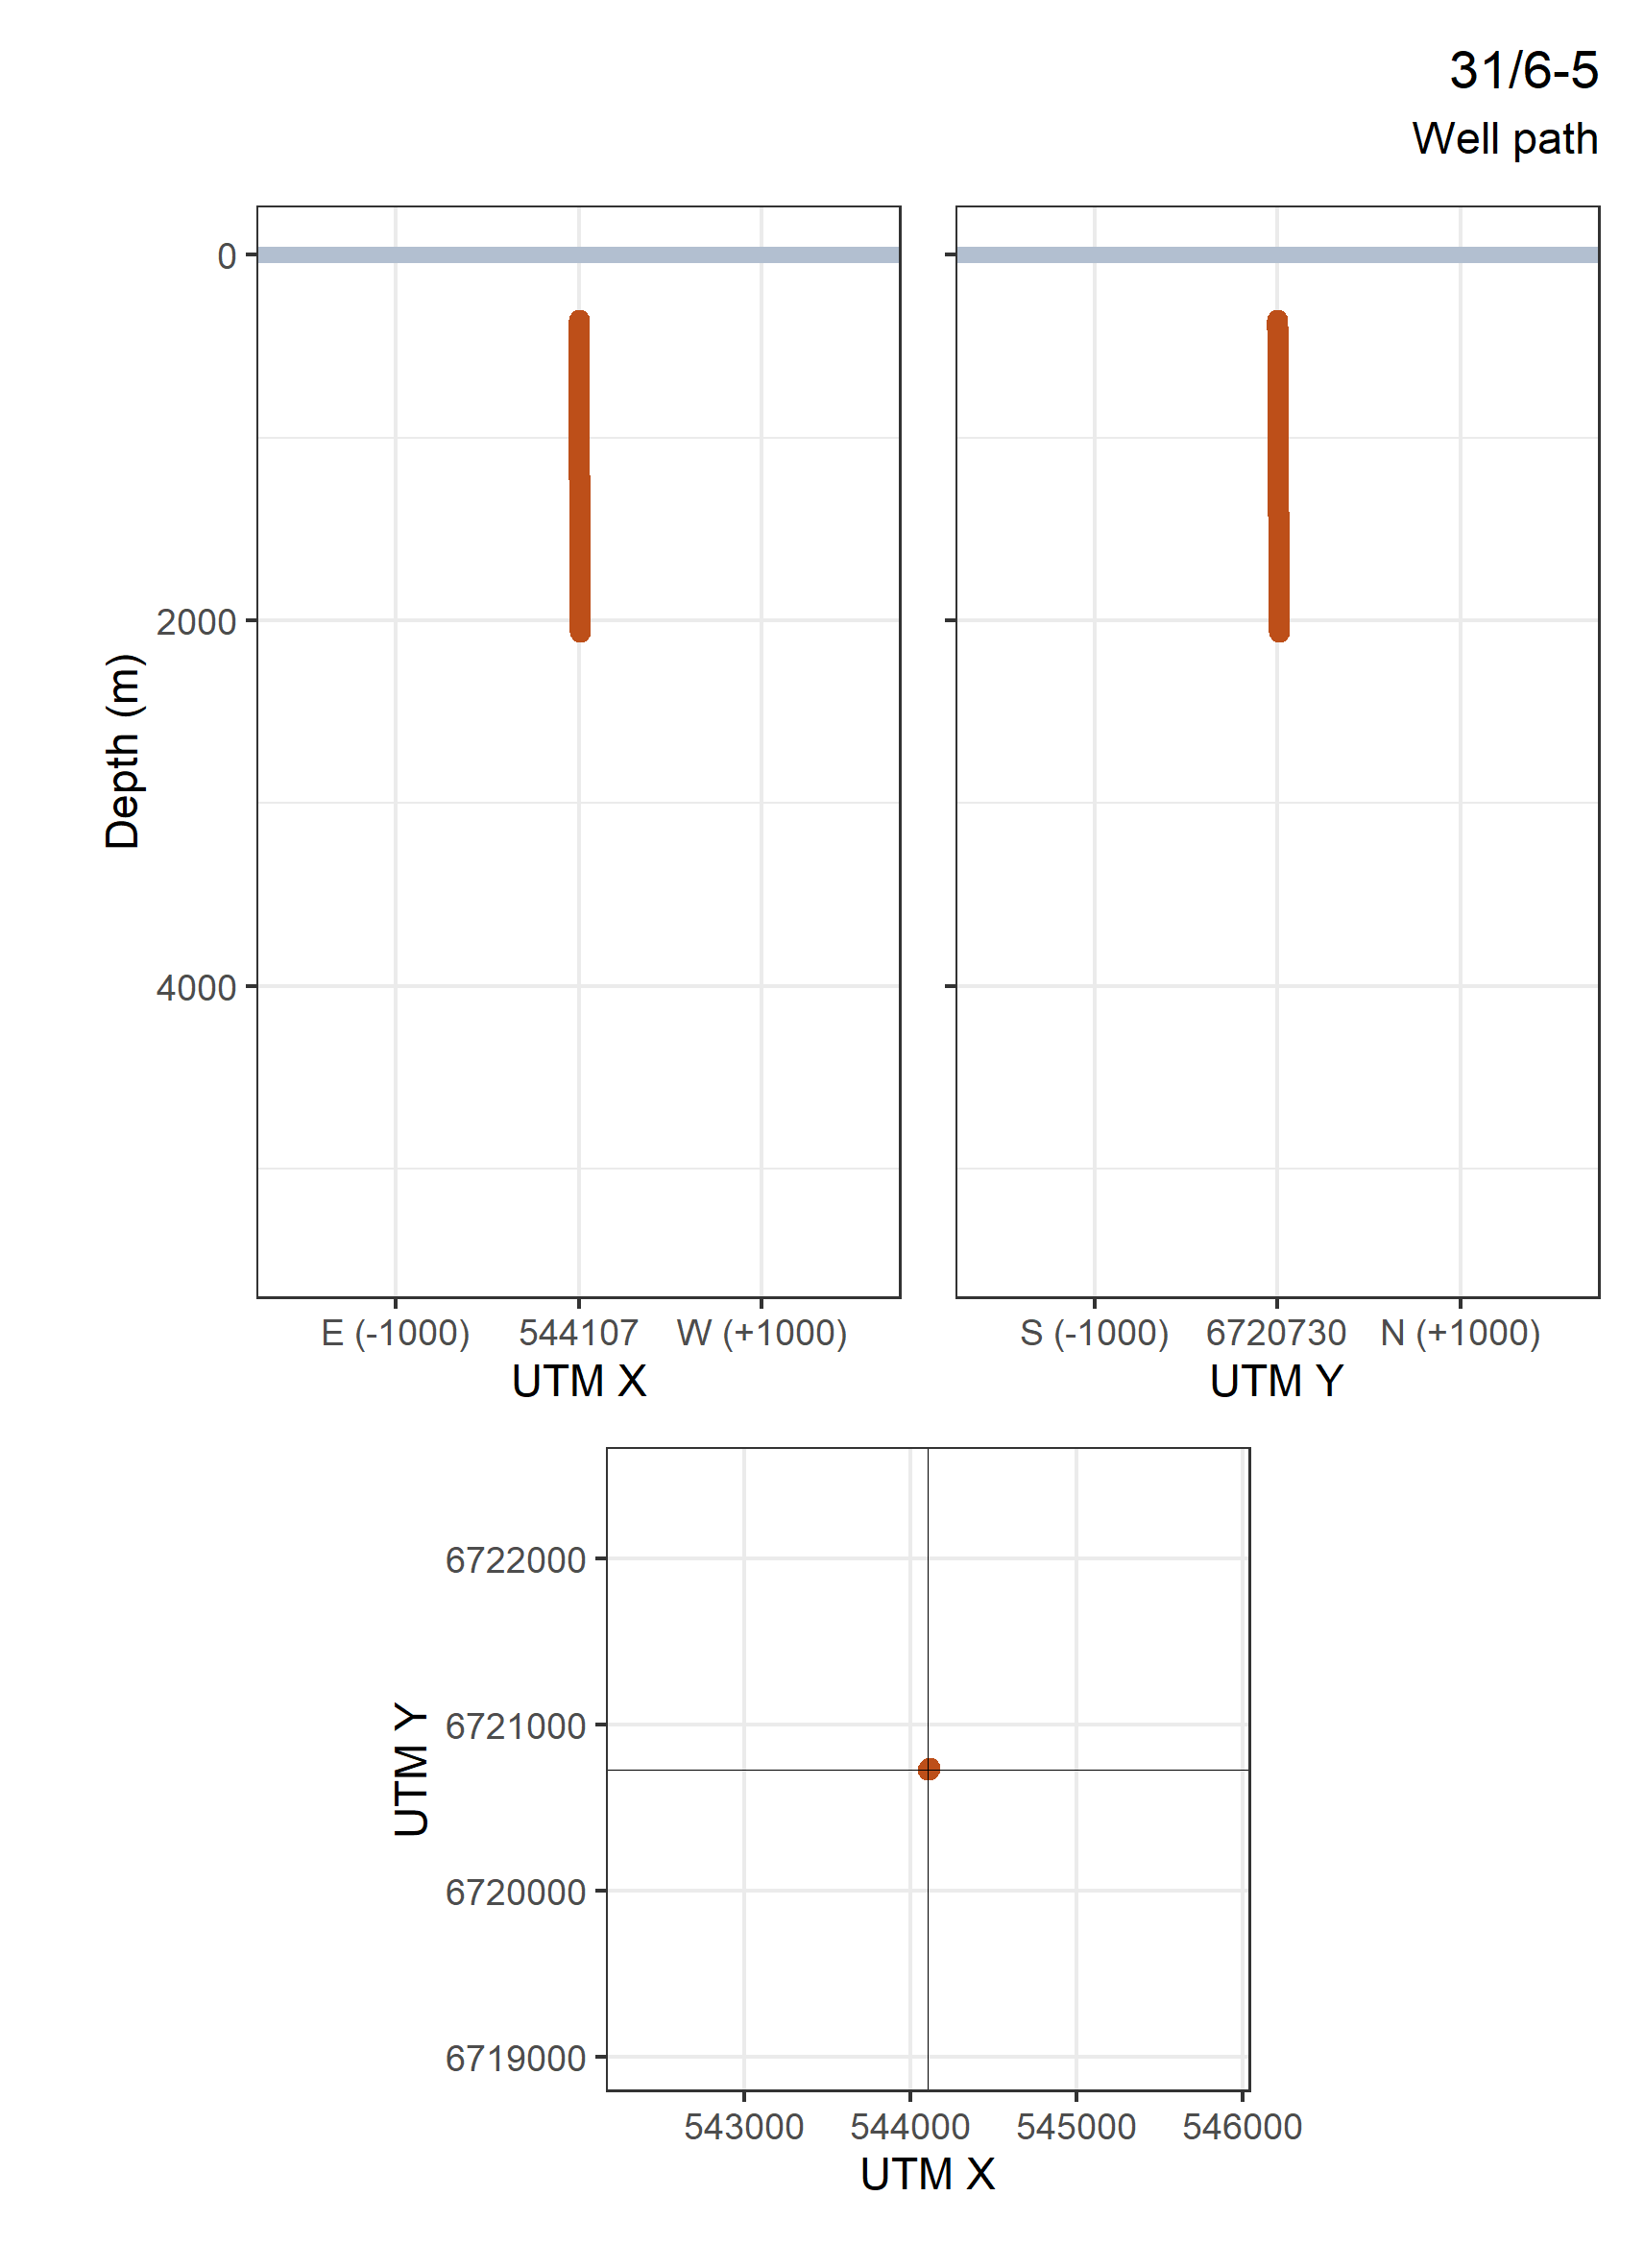 31/6-5
Well path
0
2000
4000
Depth (m)
E (-1000) 544107 W (+1000)
UTM X
S (-1000) 6720730 N (+1000)
UTM Y
6722000
6721000
6720000
6719000
UTM Y
543000 544000 545000 546000
UTM X